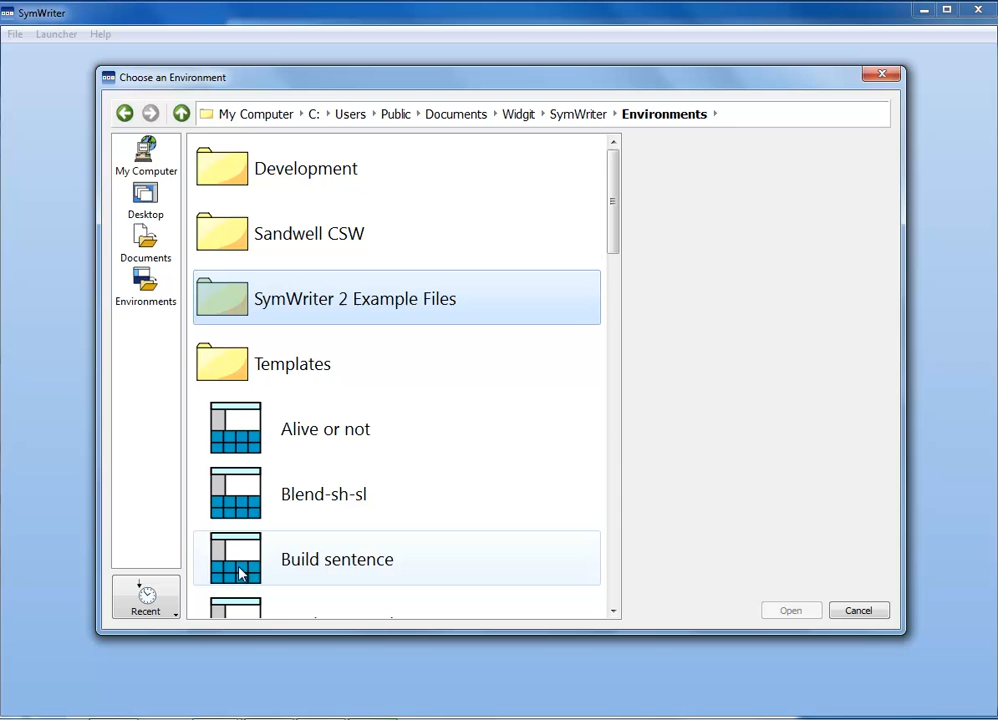 SymWriter
File Launcher Help
Choose an Environment
My Computer C: Users Public Documents Widgit SymWriter Environments
My Computer
Desktop
Documents
Environments
Recent
Development
Sandwell CSW
SymWriter 2 Example Files
Templates
Alive or not
Blend-sh-sl
Build sentence
Open Cancel